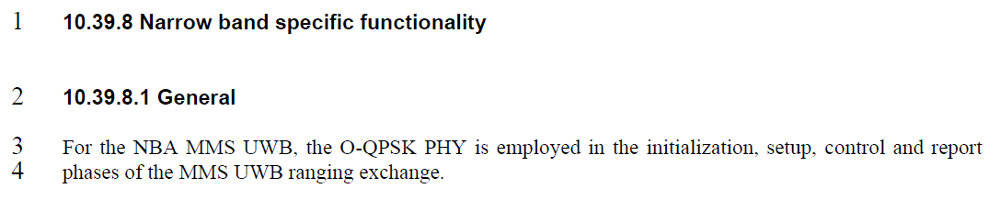 1 10.39.8 Narrow band specific functionality
2 10.39.8.1 General
3 For the NBA MMS UWB, the O-QPSK PHY is employed in the initialization, setup, control and report
4 phases of the MMS UWB ranging exchange.